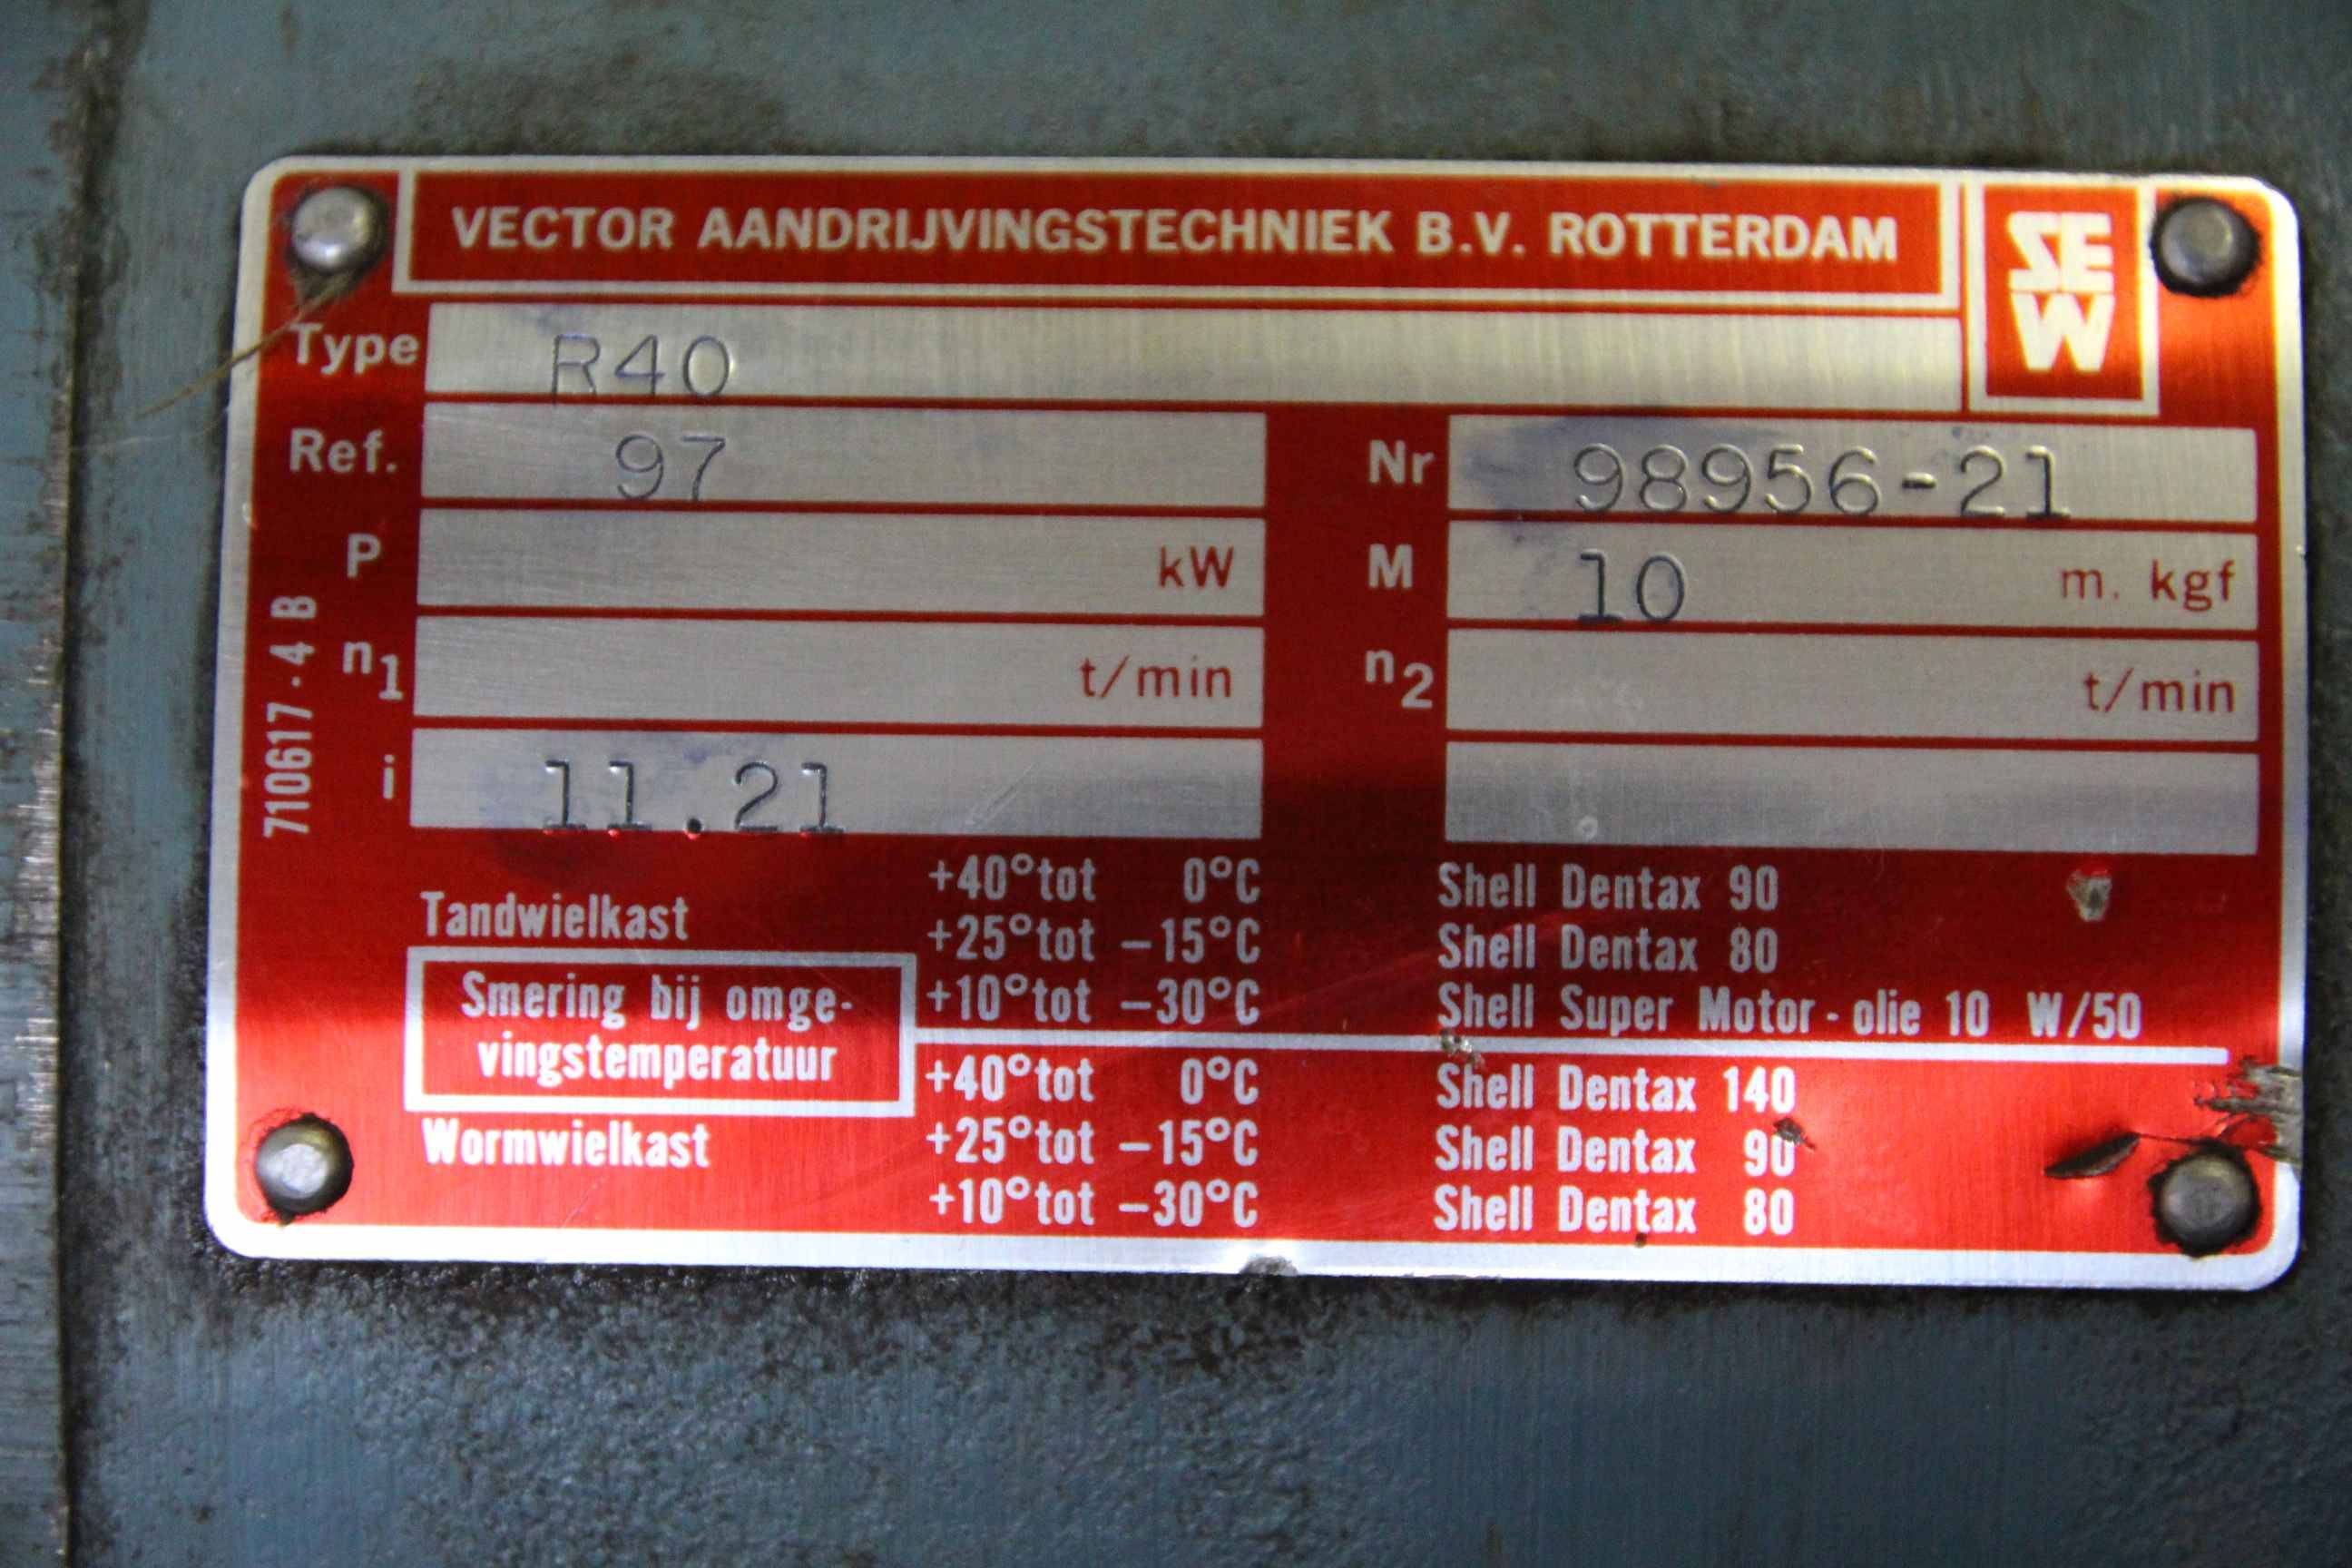 VECTOR AANDRIJVINGSTECHNIEK B.V. ROTTERDAM
SEW
Type R40
Ref. 97 Nr 98956-21
P kW M 10 m. kgf
n1 t/min n2 t/min
i 11.21
710617.4 B
Tandwielkast
+40°tot 0°C Shell Dentax 90
+25°tot -15°C Shell Dentax 80
+10°tot -30°C Shell Super Motor-olie 10 W/50
Smering bij omge-
vingstemperatuur
Wormwielkast
+40°tot 0°C Shell Dentax 140
+25°tot -15°C Shell Dentax 90
+10°tot -30°C Shell Dentax 80